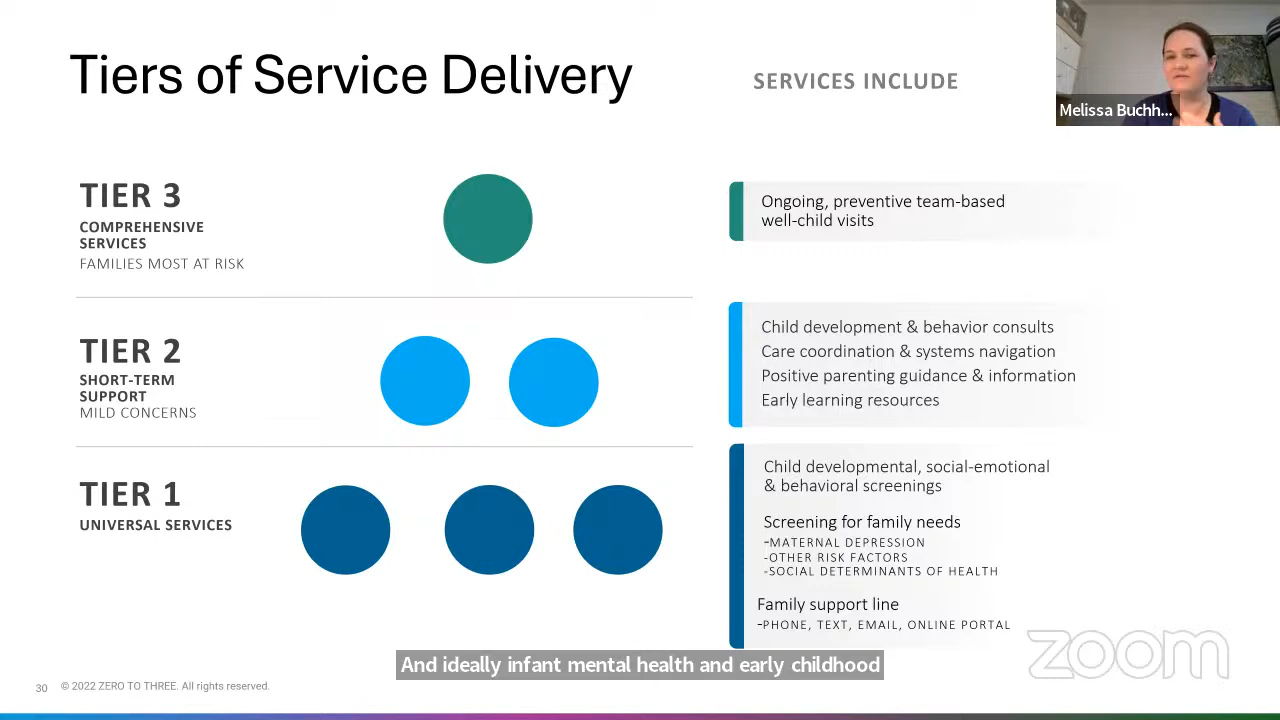 Tiers of Service Delivery
SERVICES INCLUDE
Melissa Buchh...
TIER 3
COMPREHENSIVE
SERVICES
FAMILIES MOST AT RISK
Ongoing, preventive team-based
well-child visits
TIER 2
SHORT-TERM
SUPPORT
MILD CONCERNS
Child development & behavior consults
Care coordination & systems navigation
Positive parenting guidance & information
Early learning resources
TIER 1
UNIVERSAL SERVICES
Child developmental, social-emotional
& behavioral screenings
Screening for family needs
-MATERNAL DEPRESSION
-OTHER RISK FACTORS
-SOCIAL DETERMINANTS OF HEALTH
Family support line
-PHONE, TEXT, EMAIL, ONLINE PORTAL
And ideally infant mental health and early childhood
zoom
30 © 2022 ZERO TO THREE. All rights reserved.